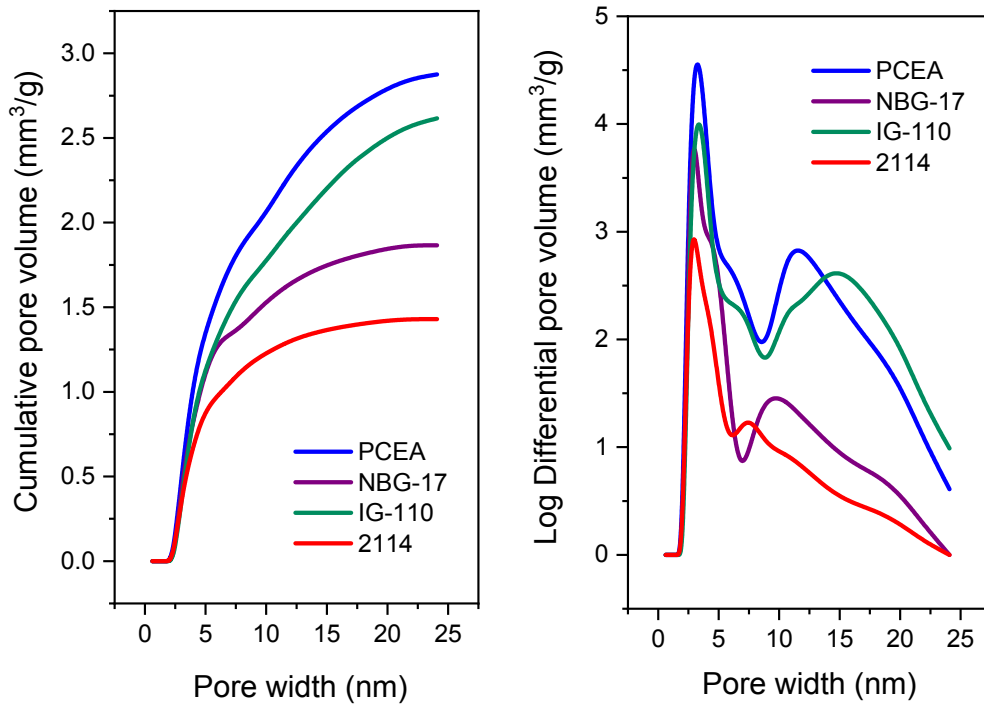 Cumulative pore volume (mm³/g)
3.0
2.5
2.0
1.5
1.0
0.5
0.0
PCEA
NBG-17
IG-110
2114
0 5 10 15 20 25
Pore width (nm)
Log Differential pore volume (mm³/g)
5
4
3
2
1
0
PCEA
NBG-17
IG-110
2114
0 5 10 15 20 25
Pore width (nm)